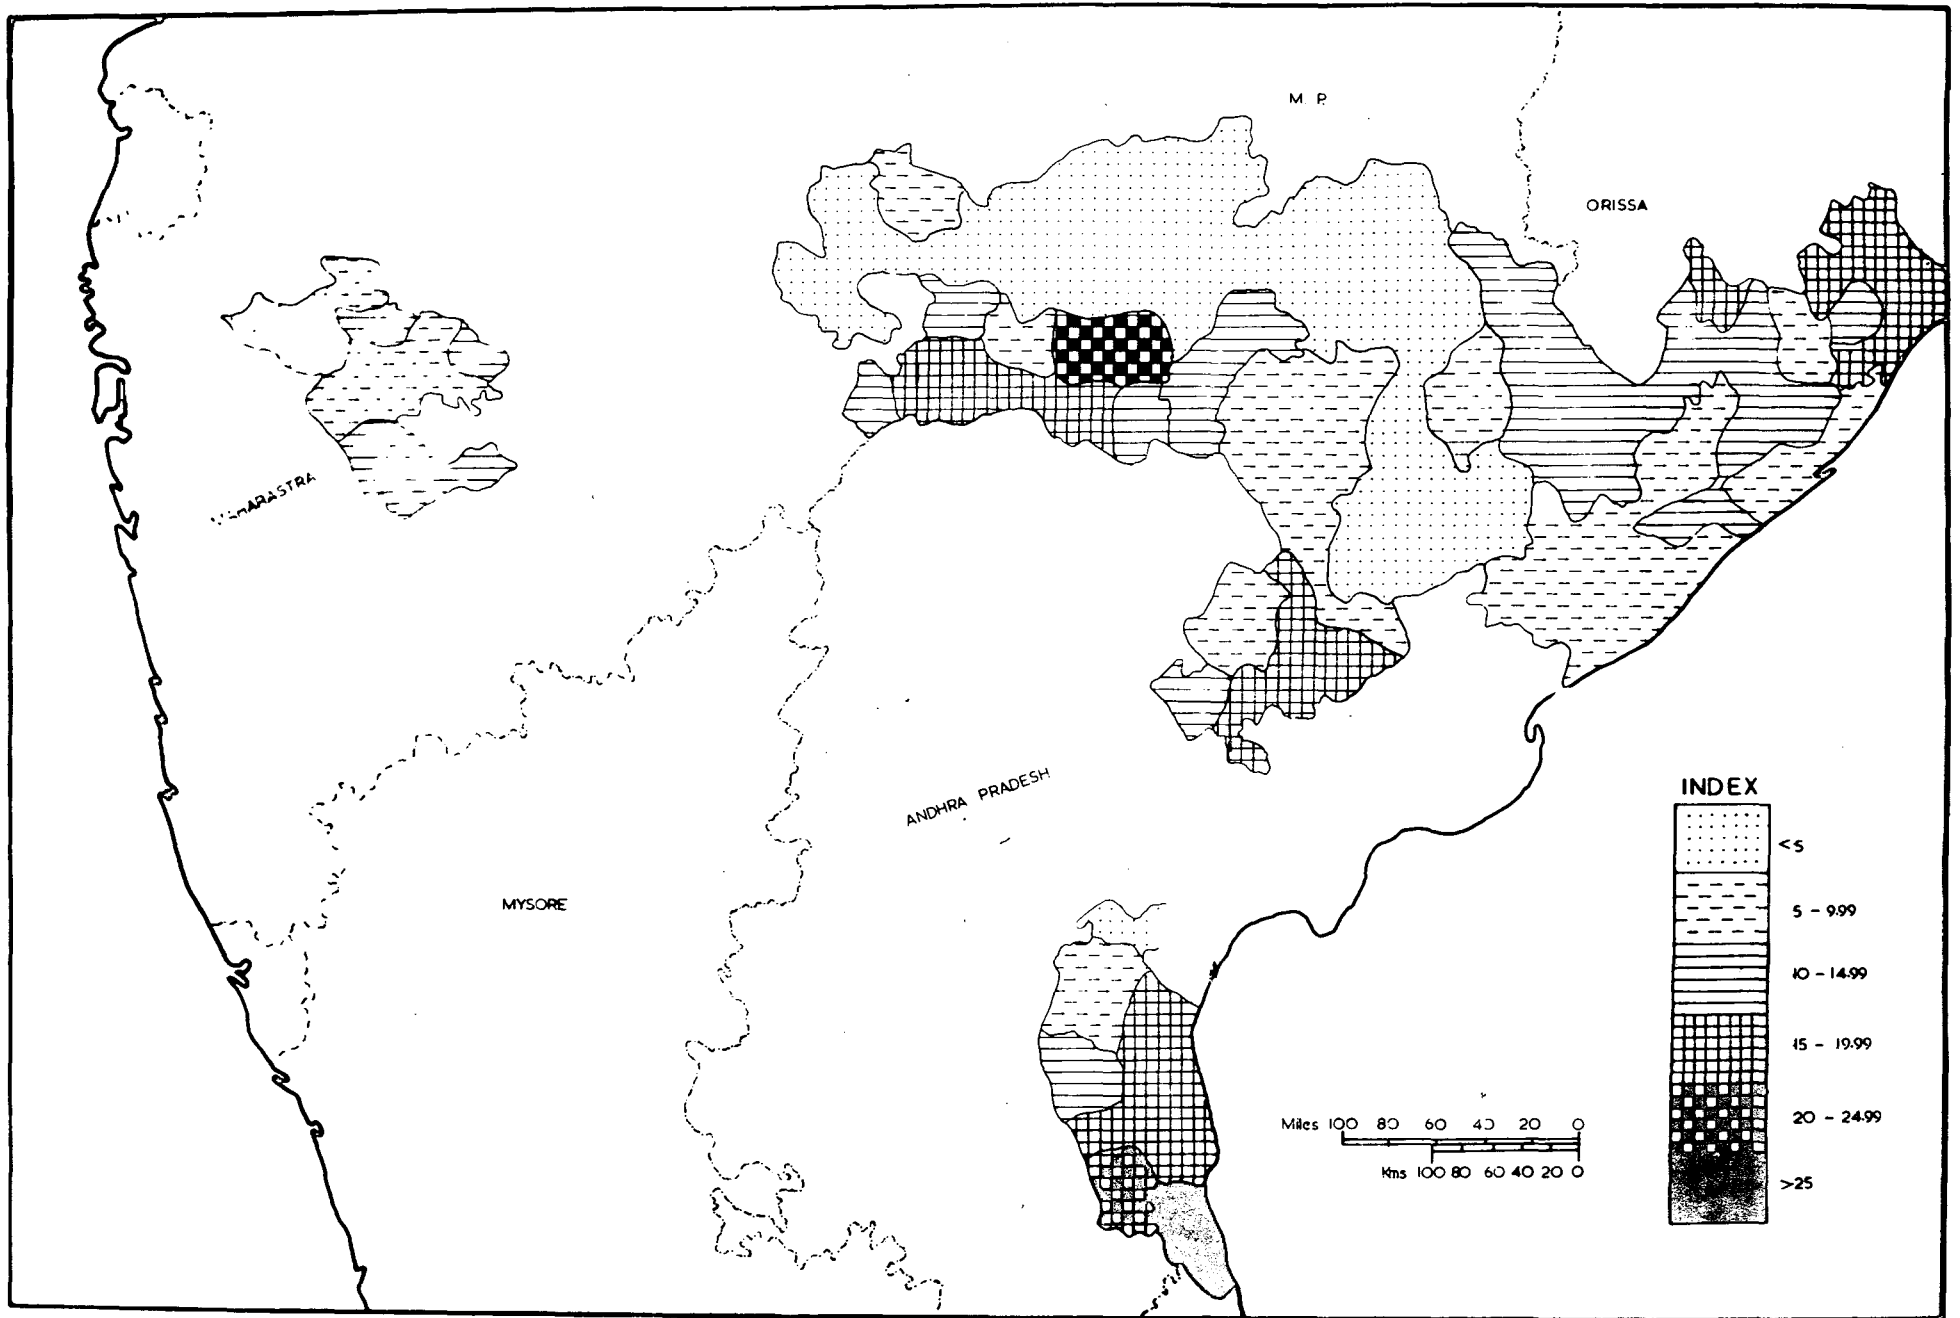 M. P.
ORISSA
MAHARASTRA
ANDHRA PRADESH
MYSORE
INDEX
<5
5 - 9.99
10 - 14.99
15 - 19.99
20 - 24.99
>25
Miles 100 80 60 40 20 0
Kms 100 80 60 40 20 0